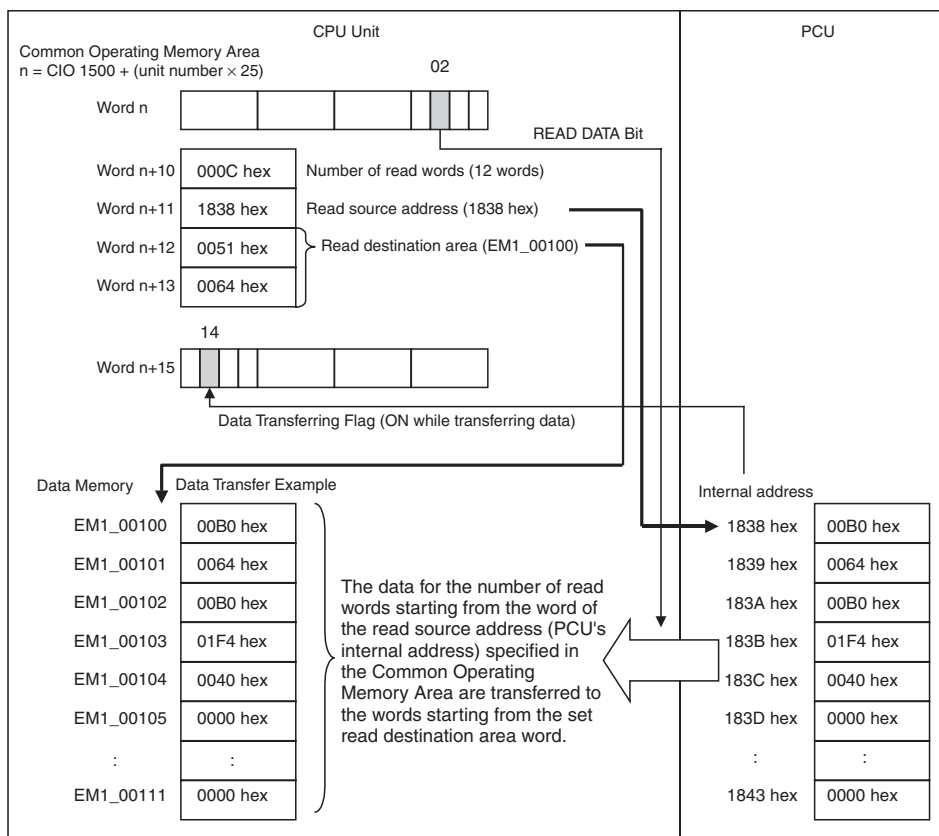 CPU Unit
PCU
Common Operating Memory Area
n = CIO 1500 + (unit number × 25)
02
Word n
READ DATA Bit
Word n+10 000C hex Number of read words (12 words)
Word n+11 1838 hex Read source address (1838 hex)
Word n+12 0051 hex Read destination area (EM1_00100)
Word n+13 0064 hex
14
Word n+15
Data Transferring Flag (ON while transferring data)
Data Memory Data Transfer Example
Internal address
EM1_00100 00B0 hex
EM1_00101 0064 hex
EM1_00102 00B0 hex
EM1_00103 01F4 hex
EM1_00104 0040 hex
EM1_00105 0000 hex
: :
EM1_00111 0000 hex
The data for the number of read
words starting from the word of
the read source address (PCU's
internal address) specified in
the Common Operating
Memory Area are transferred to
the words starting from the set
read destination area word.
1838 hex 00B0 hex
1839 hex 0064 hex
183A hex 00B0 hex
183B hex 01F4 hex
183C hex 0040 hex
183D hex 0000 hex
: :
1843 hex 0000 hex